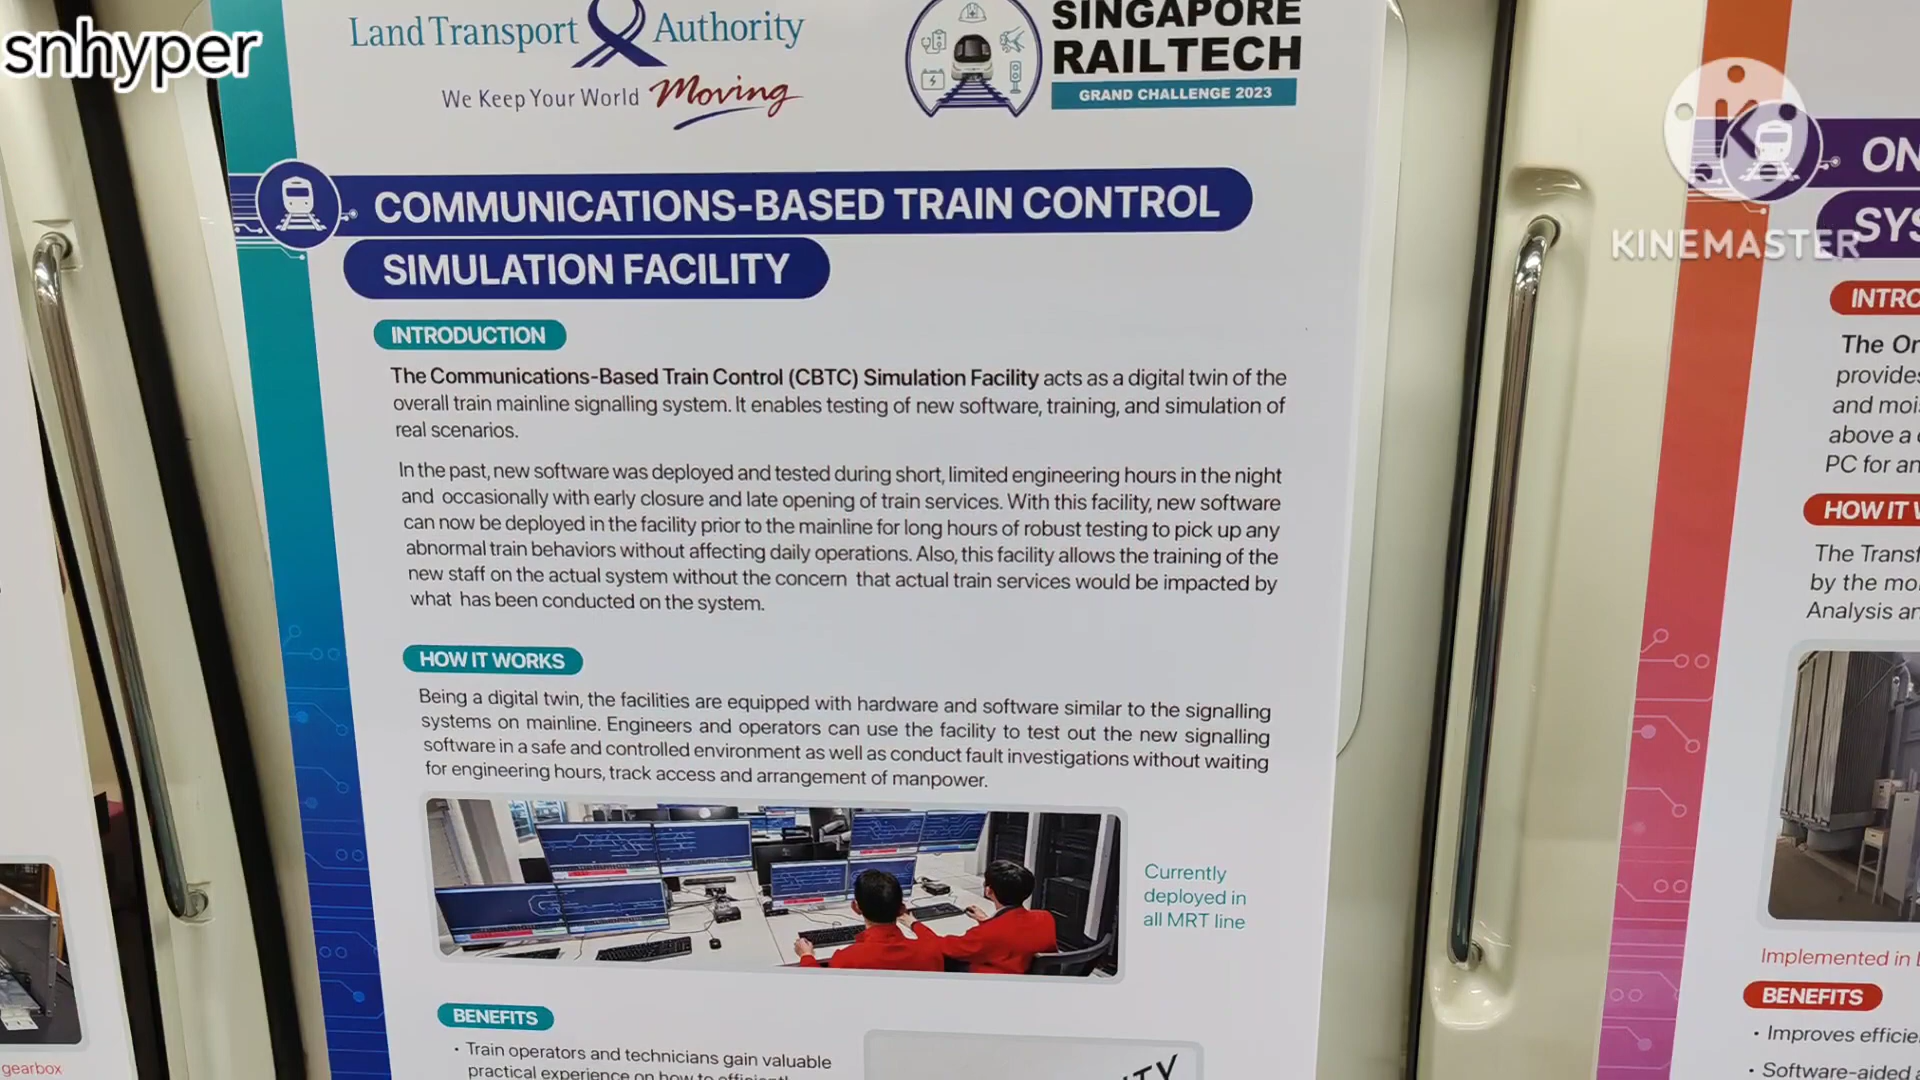 snhyper
Land Transport Authority
We Keep Your World Moving
SINGAPORE
RAILTECH
GRAND CHALLENGE 2023
KINEMASTER
COMMUNICATIONS-BASED TRAIN CONTROL
SIMULATION FACILITY
INTRODUCTION
The Communications-Based Train Control (CBTC) Simulation Facility acts as a digital twin of the
overall train mainline signalling system. It enables testing of new software, training, and simulation of
real scenarios.
In the past, new software was deployed and tested during short, limited engineering hours in the night
and occasionally with early closure and late opening of train services. With this facility, new software
can now be deployed in the facility prior to the mainline for long hours of robust testing to pick up any
abnormal train behaviors without affecting daily operations. Also, this facility allows the training of the
new staff on the actual system without the concern that actual train services would be impacted by
what has been conducted on the system.
HOW IT WORKS
Being a digital twin, the facilities are equipped with hardware and software similar to the signalling
systems on mainline. Engineers and operators can use the facility to test out the new signalling
software in a safe and controlled environment as well as conduct fault investigations without waiting
for engineering hours, track access and arrangement of manpower.
Currently
deployed in
all MRT line
BENEFITS
• Train operators and technicians gain valuable
practical experience on how to
gearbox
ON
SYS
INTRO
The On
provides
and mois
above a
PC for an
HOW IT W
The Transf
by the mo
Analysis an
Implemented in
BENEFITS
• Improves efficie
• Software-aided